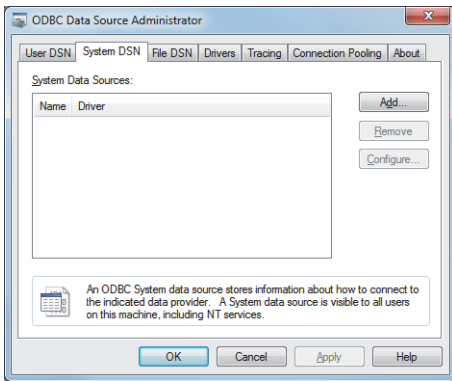 ODBC Data Source Administrator
User DSN System DSN File DSN Drivers Tracing Connection Pooling About
System Data Sources:
Name Driver
Add...
Remove
Configure...
An ODBC System data source stores information about how to connect to
the indicated data provider. A System data source is visible to all users
on this machine, including NT services.
OK Cancel Apply Help